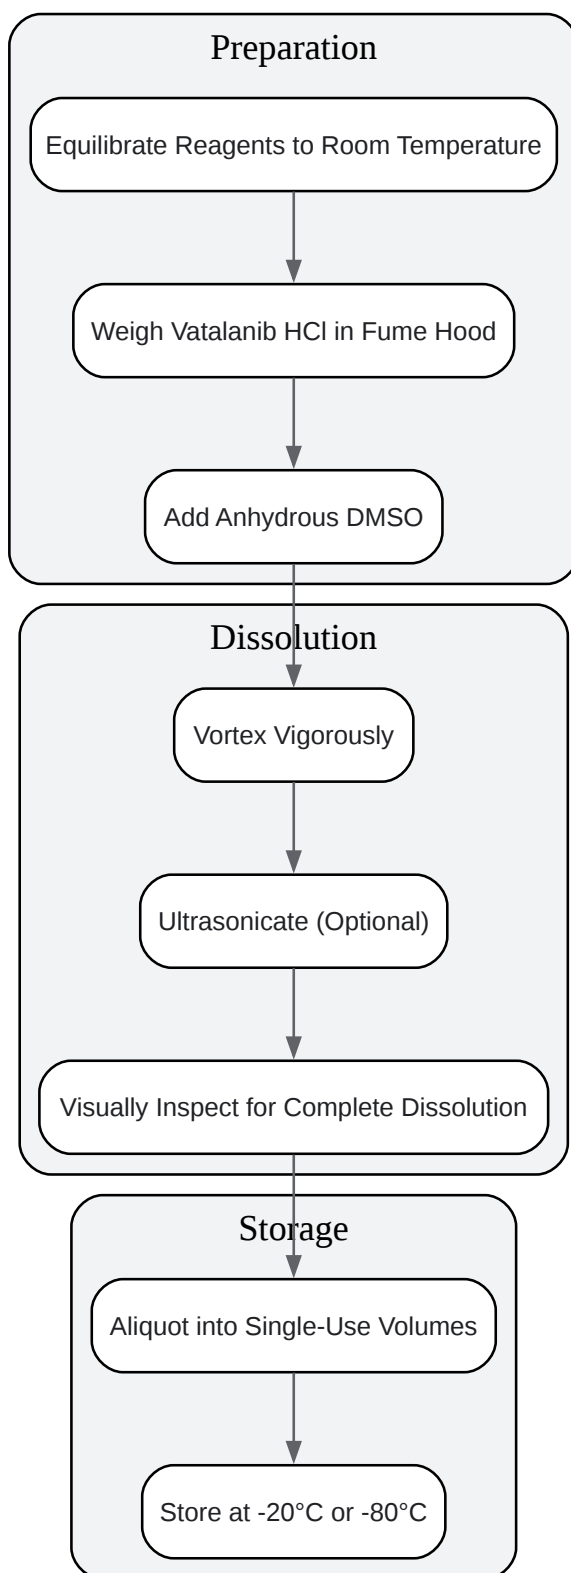 Preparation
Equilibrate Reagents to Room Temperature
Weigh Vatalanib HCl in Fume Hood
Add Anhydrous DMSO
Dissolution
Vortex Vigorously
Ultrasonicate (Optional)
Visually Inspect for Complete Dissolution
Storage
Aliquot into Single-Use Volumes
Store at -20°C or -80°C